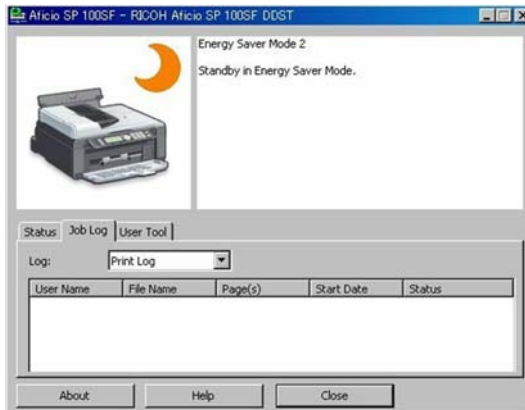 Aficio SP 100SF - RICOH Aficio SP 100SF DDST
Energy Saver Mode 2
Standby in Energy Saver Mode.
Status Job Log User Tool
Log: Print Log
User Name File Name Page(s) Start Date Status
About Help Close